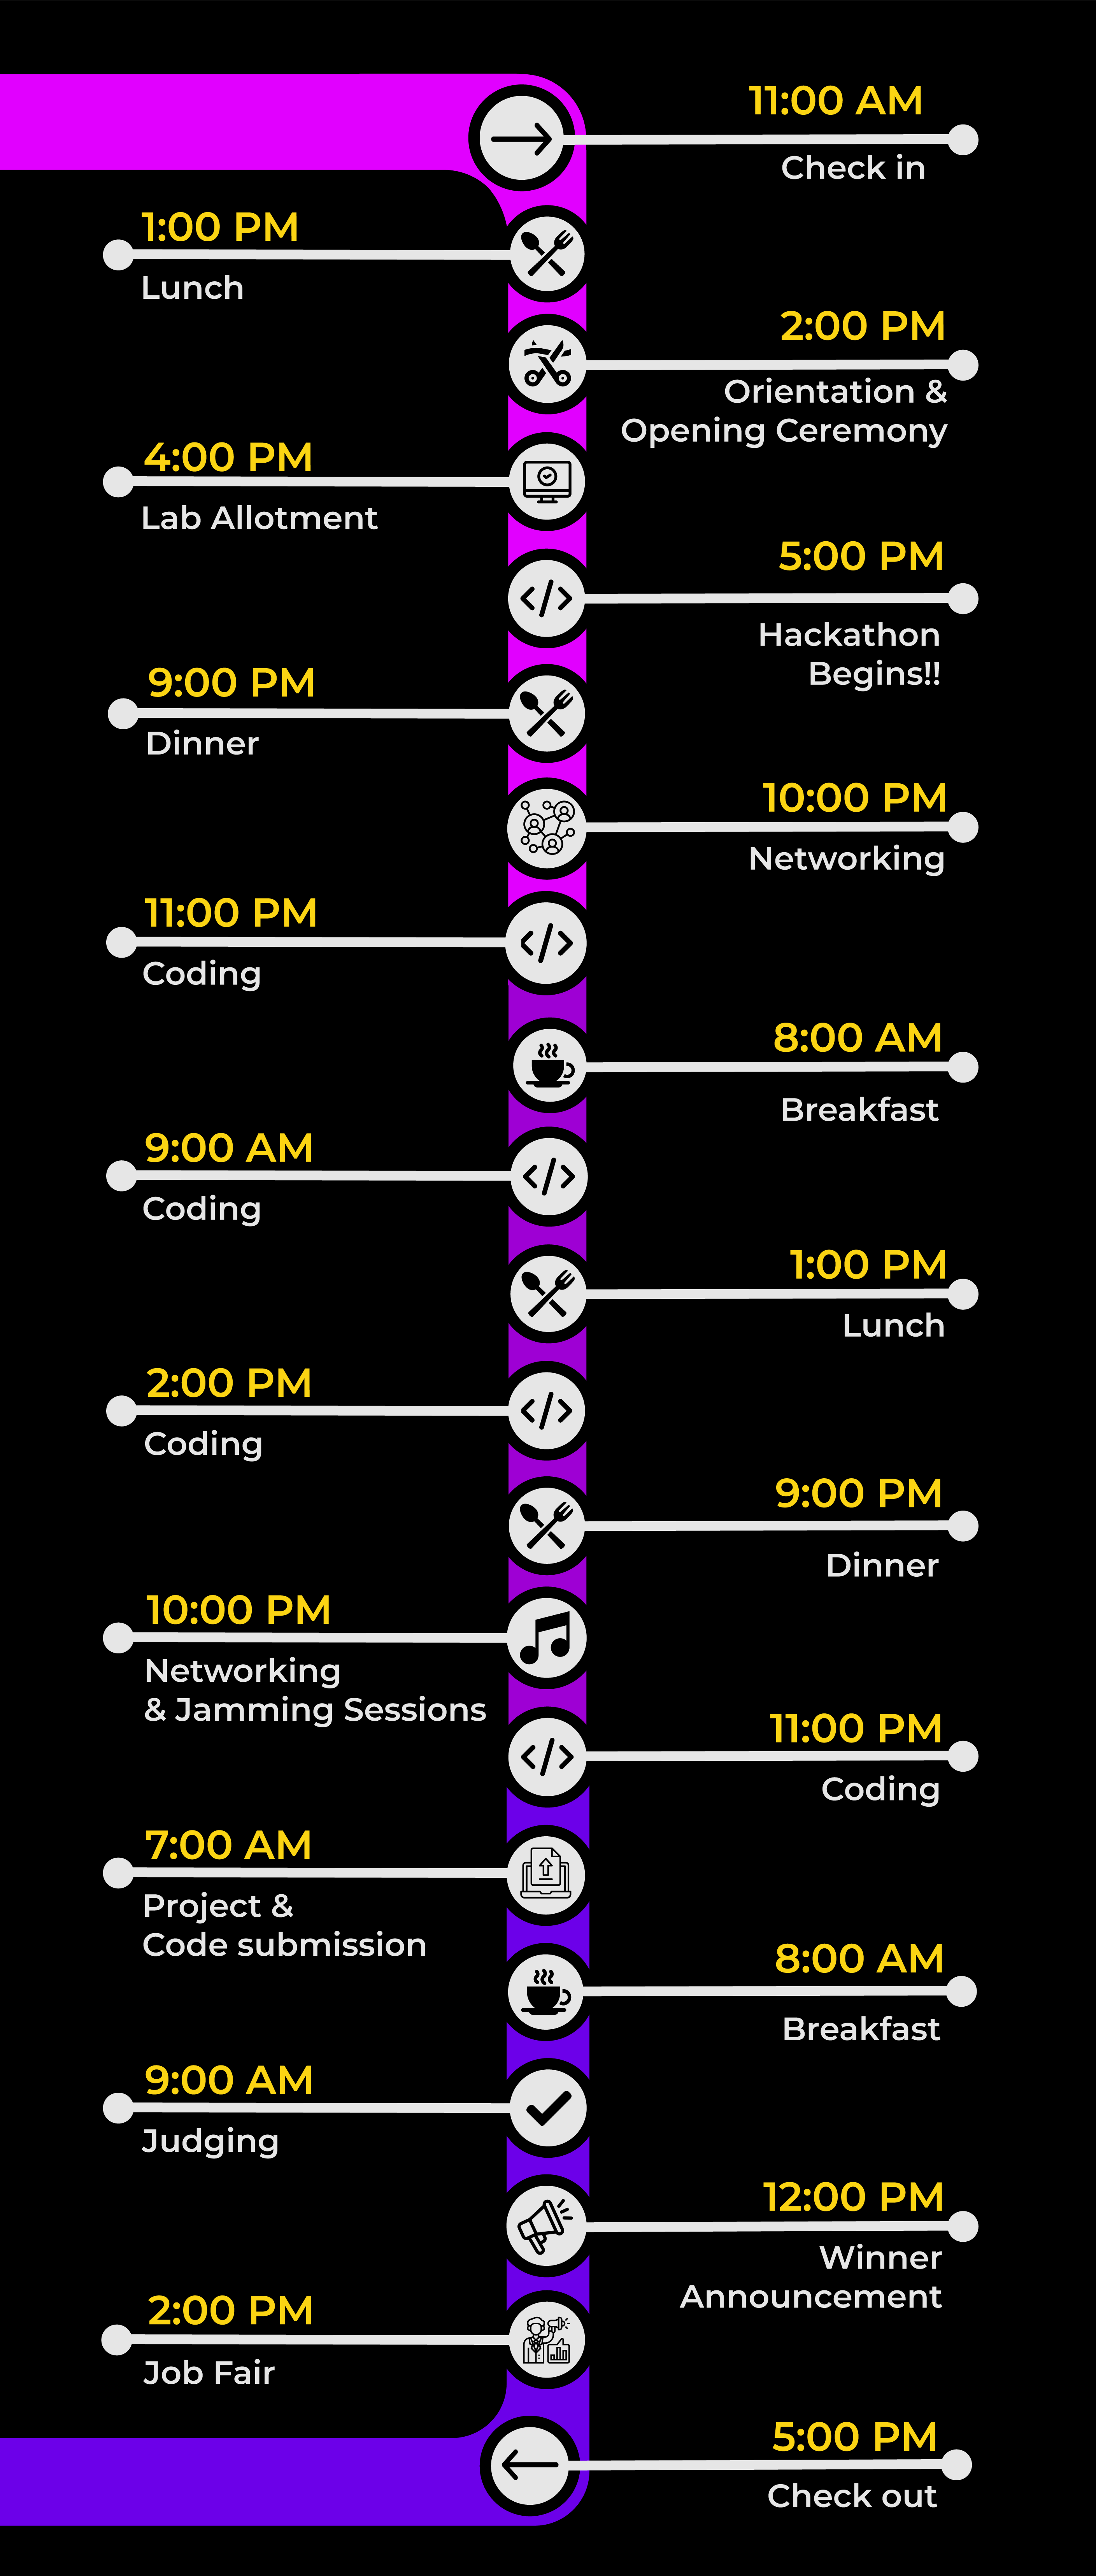 11:00 AM
Check in
1:00 PM
Lunch
2:00 PM
Orientation &
Opening Ceremony
4:00 PM
Lab Allotment
5:00 PM
Hackathon
Begins!!
9:00 PM
Dinner
10:00 PM
Networking
11:00 PM
Coding
8:00 AM
Breakfast
9:00 AM
Coding
1:00 PM
Lunch
2:00 PM
Coding
9:00 PM
Dinner
10:00 PM
Networking
& Jamming Sessions
11:00 PM
Coding
7:00 AM
Project &
Code submission
8:00 AM
Breakfast
9:00 AM
Judging
12:00 PM
Winner
Announcement
2:00 PM
Job Fair
5:00 PM
Check out